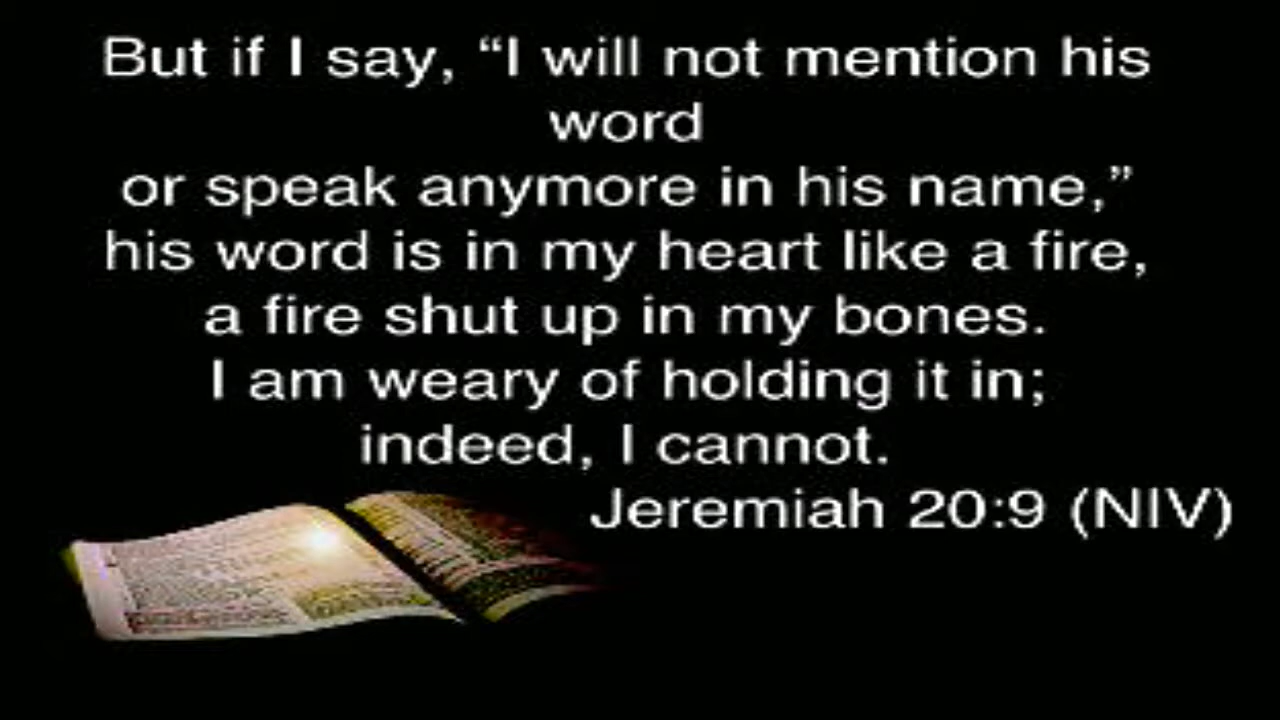 But if I say, “I will not mention his
word
or speak anymore in his name,”
his word is in my heart like a fire,
a fire shut up in my bones.
I am weary of holding it in;
indeed, I cannot.
Jeremiah 20:9 (NIV)